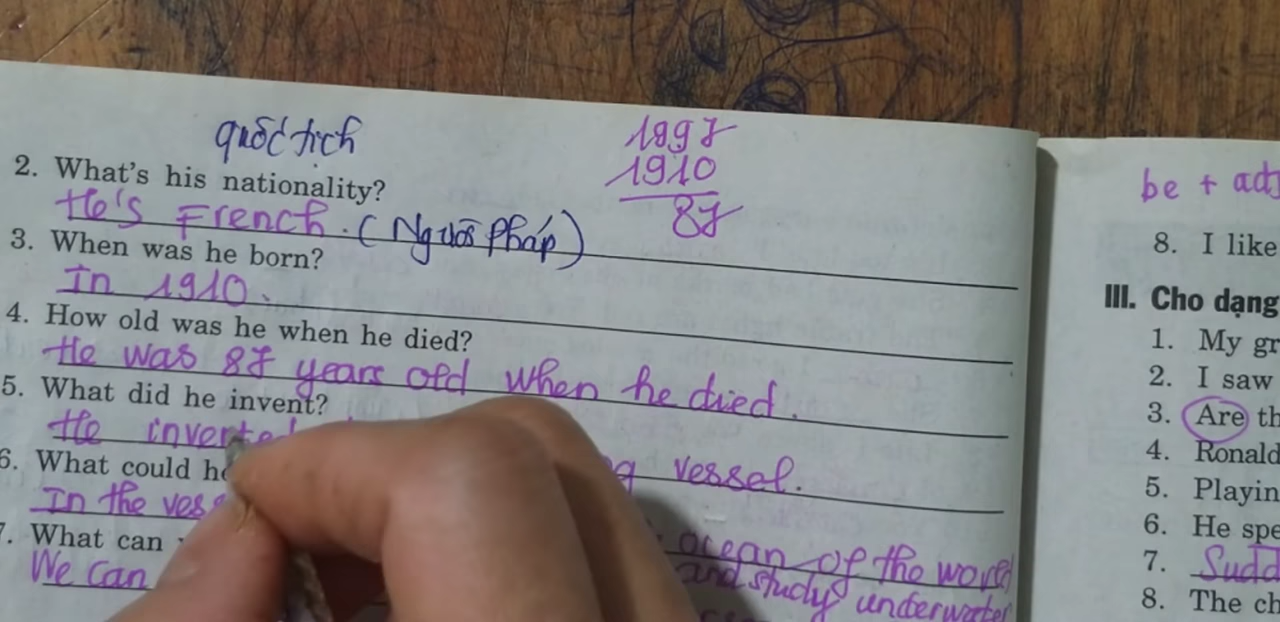 quốc tịch
2. What's his nationality?
He's French. (Người Pháp)
1997
1910
87
3. When was he born?
In 1910.
4. How old was he when he died?
He was 87 years old when he died.
5. What did he invent?
He invented vessel.
6. What could he
In the vess
7. What can
We can ocean of the world
and study underwater
be + adj
8. I like
III. Cho dạng
1. My gr
2. I saw
3. Are th
4. Ronald
5. Playin
6. He spe
7. Sudd
8. The ch